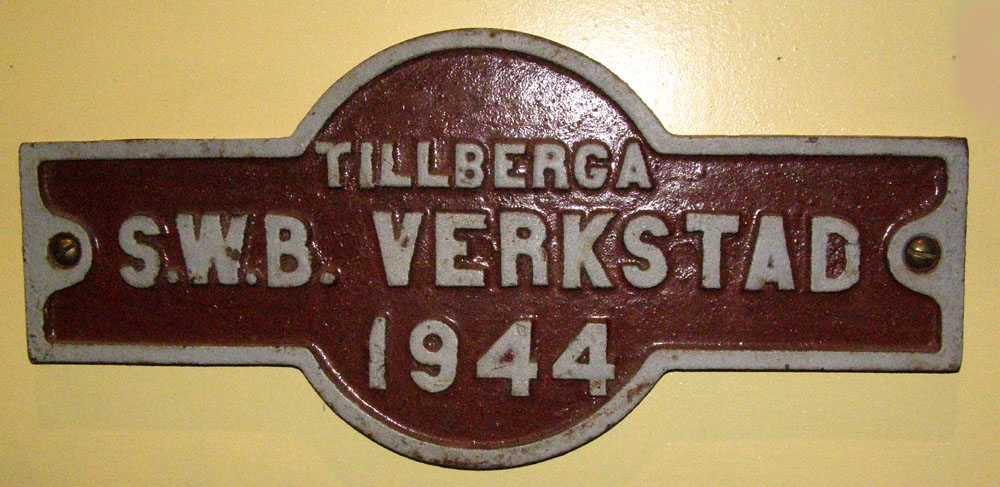 TILLBERGA
S.W.B. VERKSTAD
1944